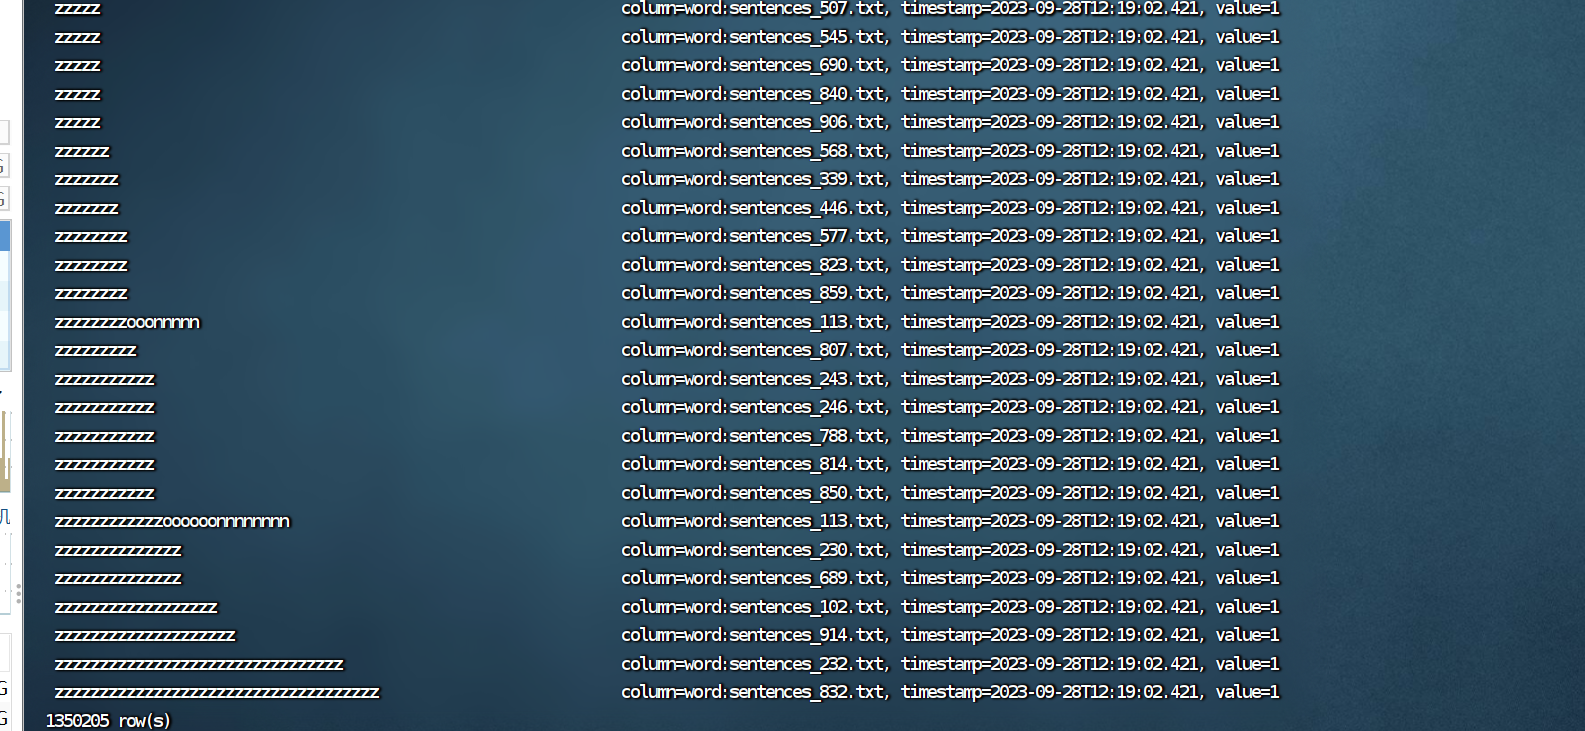 zzzzz column=word:sentences_507.txt, timestamp=2023-09-28T12:19:02.421, value=1
zzzzz column=word:sentences_545.txt, timestamp=2023-09-28T12:19:02.421, value=1
zzzzz column=word:sentences_690.txt, timestamp=2023-09-28T12:19:02.421, value=1
zzzzz column=word:sentences_840.txt, timestamp=2023-09-28T12:19:02.421, value=1
zzzzz column=word:sentences_906.txt, timestamp=2023-09-28T12:19:02.421, value=1
zzzzzz column=word:sentences_568.txt, timestamp=2023-09-28T12:19:02.421, value=1
zzzzzzz column=word:sentences_339.txt, timestamp=2023-09-28T12:19:02.421, value=1
zzzzzzz column=word:sentences_446.txt, timestamp=2023-09-28T12:19:02.421, value=1
zzzzzzzz column=word:sentences_577.txt, timestamp=2023-09-28T12:19:02.421, value=1
zzzzzzzz column=word:sentences_823.txt, timestamp=2023-09-28T12:19:02.421, value=1
zzzzzzzz column=word:sentences_859.txt, timestamp=2023-09-28T12:19:02.421, value=1
zzzzzzzzooonnnnn column=word:sentences_113.txt, timestamp=2023-09-28T12:19:02.421, value=1
zzzzzzzzz column=word:sentences_807.txt, timestamp=2023-09-28T12:19:02.421, value=1
zzzzzzzzzzz column=word:sentences_243.txt, timestamp=2023-09-28T12:19:02.421, value=1
zzzzzzzzzzz column=word:sentences_246.txt, timestamp=2023-09-28T12:19:02.421, value=1
zzzzzzzzzzz column=word:sentences_788.txt, timestamp=2023-09-28T12:19:02.421, value=1
zzzzzzzzzzz column=word:sentences_814.txt, timestamp=2023-09-28T12:19:02.421, value=1
zzzzzzzzzzz column=word:sentences_850.txt, timestamp=2023-09-28T12:19:02.421, value=1
zzzzzzzzzzzzoooooonnnnnnnn column=word:sentences_113.txt, timestamp=2023-09-28T12:19:02.421, value=1
zzzzzzzzzzzzzz column=word:sentences_230.txt, timestamp=2023-09-28T12:19:02.421, value=1
zzzzzzzzzzzzzz column=word:sentences_689.txt, timestamp=2023-09-28T12:19:02.421, value=1
zzzzzzzzzzzzzzzzzz column=word:sentences_102.txt, timestamp=2023-09-28T12:19:02.421, value=1
zzzzzzzzzzzzzzzzzzzz column=word:sentences_914.txt, timestamp=2023-09-28T12:19:02.421, value=1
zzzzzzzzzzzzzzzzzzzzzzzzzzzzzzzz column=word:sentences_232.txt, timestamp=2023-09-28T12:19:02.421, value=1
zzzzzzzzzzzzzzzzzzzzzzzzzzzzzzzzzzzz column=word:sentences_832.txt, timestamp=2023-09-28T12:19:02.421, value=1
1350205 row(s)